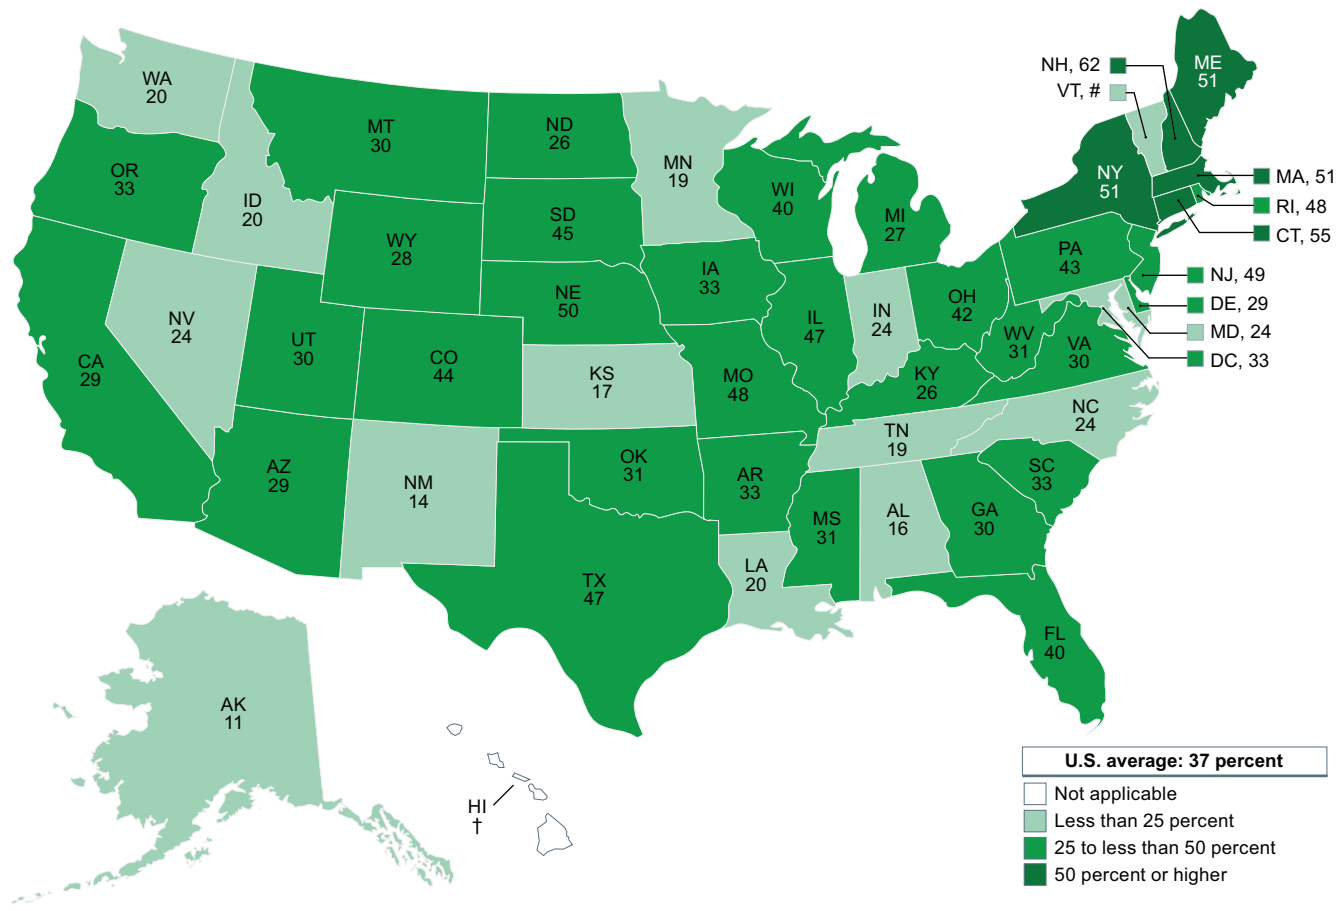 WA
20
OR
33
CA
29
ID
20
NV
24
MT
30
WY
28
UT
30
CO
44
AZ
29
NM
14
ND
26
SD
45
NE
50
KS
17
OK
31
TX
47
MN
19
IA
33
MO
48
AR
33
LA
20
WI
40
IL
47
MI
27
IN
24
OH
42
KY
26
TN
19
MS
31
AL
16
GA
30
FL
40
SC
33
NC
24
VA
30
WV
31
PA
43
NY
51
ME
51
NH, 62
VT, #
MA, 51
RI, 48
CT, 55
NJ, 49
DE, 29
MD, 24
DC, 33
AK
11
HI
†
U.S. average: 37 percent
Not applicable
Less than 25 percent
25 to less than 50 percent
50 percent or higher